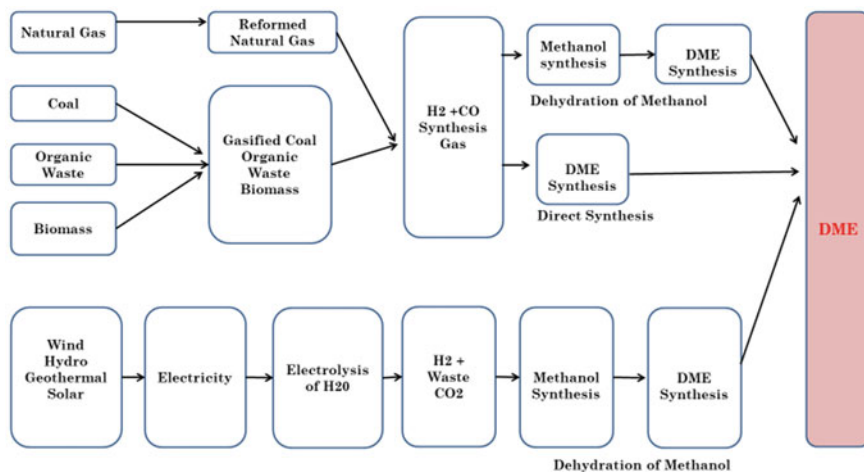 Natural Gas
Reformed
Natural Gas
Coal
Organic
Waste
Biomass
Gasified Coal
Organic
Waste
Biomass
H2 +CO
Synthesis
Gas
Methanol
synthesis
DME
Synthesis
Dehydration of Methanol
DME
Synthesis
Direct Synthesis
DME
Wind
Hydro
Geothermal
Solar
Electricity
Electrolysis
of H20
H2 +
Waste
CO2
Methanol
Synthesis
DME
Synthesis
Dehydration of Methanol